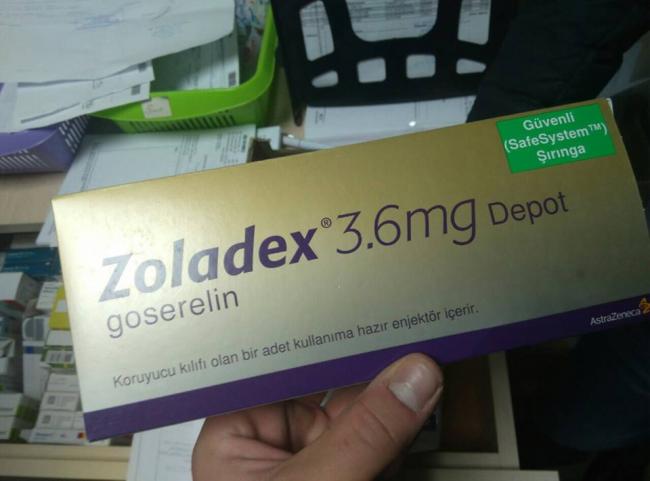 Güvenli
(SafeSystem™)
Şırınga
Zoladex® 3.6mg Depot
goserelin
Koruyucu kılıfı olan bir adet kullanıma hazır enjektör içerir.
AstraZeneca